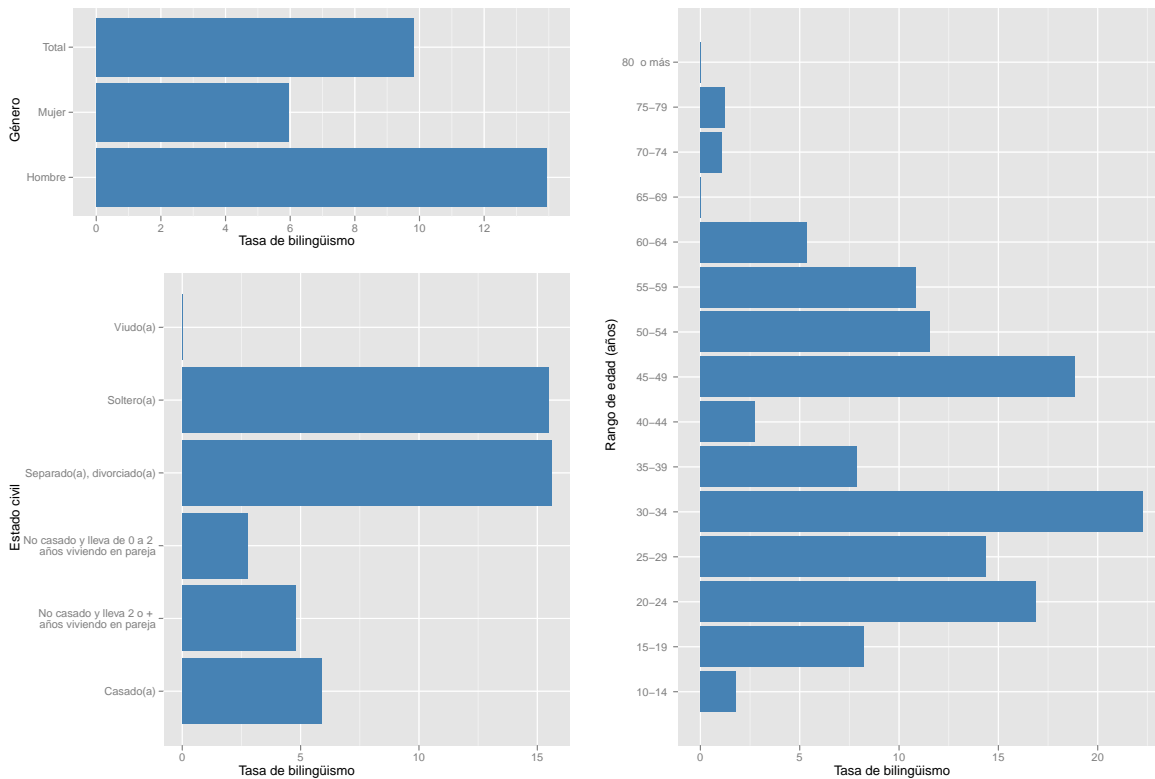 Género
Total
Mujer
Hombre
0 2 4 6 8 10 12
Tasa de bilingüismo
Estado civil
Viudo(a)
Soltero(a)
Separado(a), divorciado(a)
No casado y lleva de 0 a 2
años viviendo en pareja
No casado y lleva 2 o +
años viviendo en pareja
Casado(a)
0 5 10 15
Tasa de bilingüismo
Rango de edad (años)
80 o más
75−79
70−74
65−69
60−64
55−59
50−54
45−49
40−44
35−39
30−34
25−29
20−24
15−19
10−14
0 5 10 15 20
Tasa de bilingüismo